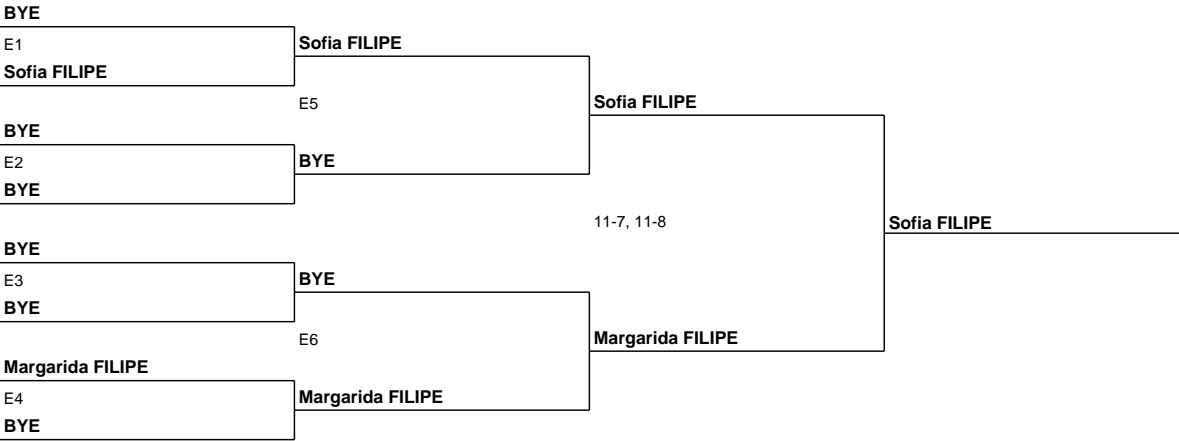 BYE
E1
Sofia FILIPE
Sofia FILIPE
E5
Sofia FILIPE
BYE
E2
BYE
BYE
11-7, 11-8
Sofia FILIPE
BYE
E3
BYE
BYE
E6
Margarida FILIPE
Margarida FILIPE
E4
Margarida FILIPE
BYE